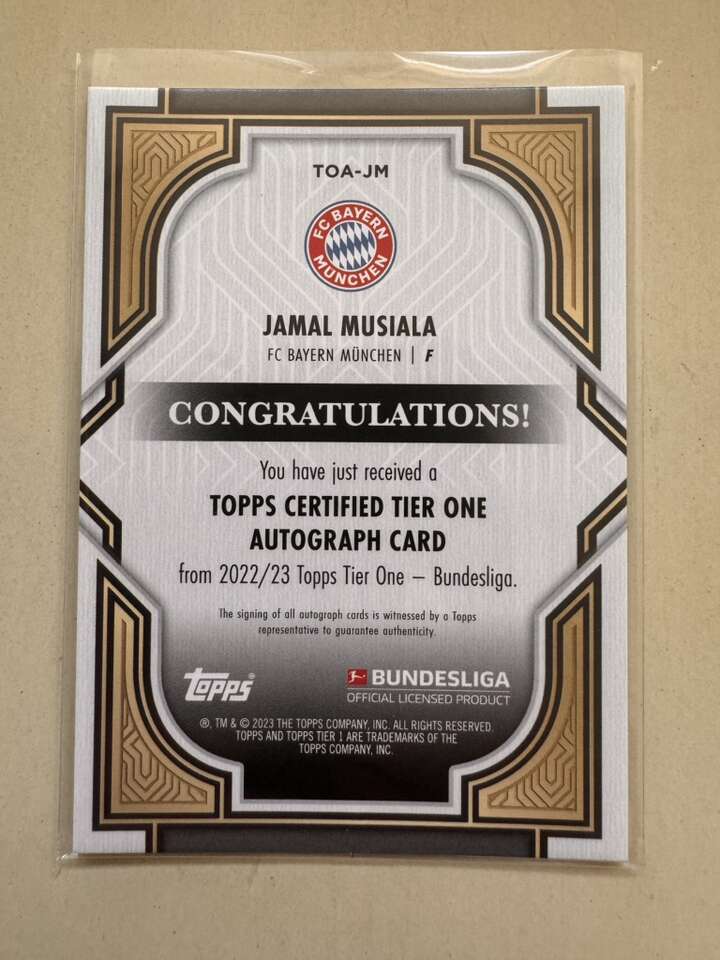 TOA-JM
FC BAYERN
MÜNCHEN
JAMAL MUSIALA
FC BAYERN MÜNCHEN | F
CONGRATULATIONS!
You have just received a
TOPPS CERTIFIED TIER ONE
AUTOGRAPH CARD
from 2022/23 Topps Tier One – Bundesliga.
The signing of all autograph cards is witnessed by a Topps
representative to guarantee authenticity.
topps®
BUNDESLIGA
OFFICIAL LICENSED PRODUCT
®, TM & © 2023 THE TOPPS COMPANY, INC. ALL RIGHTS RESERVED.
TOPPS AND TOPPS TIER 1 ARE TRADEMARKS OF THE
TOPPS COMPANY, INC.